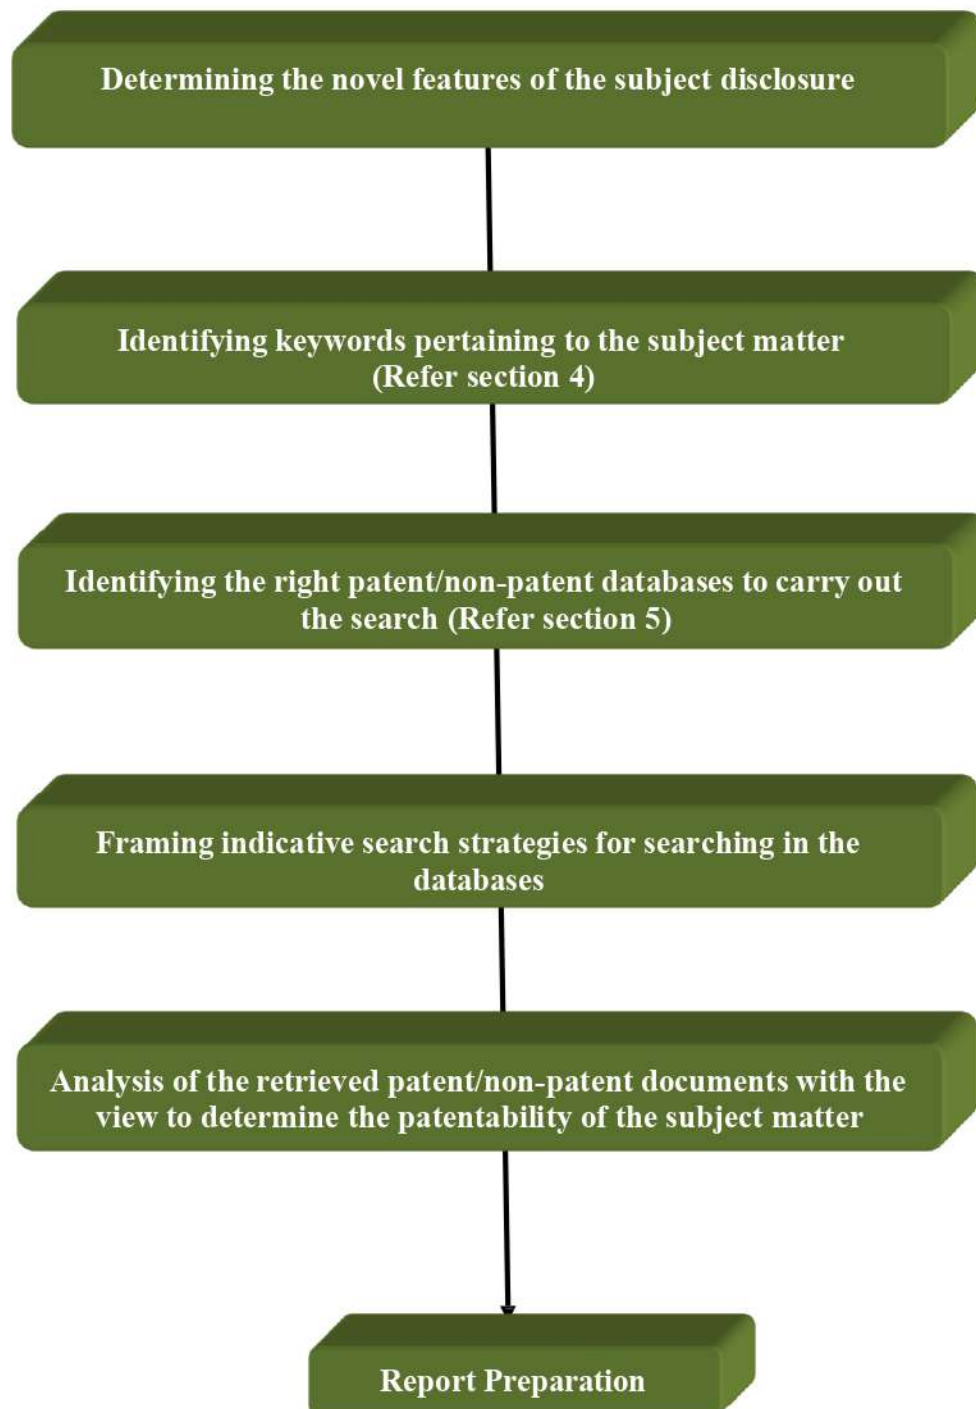 Determining the novel features of the subject disclosure
Identifying keywords pertaining to the subject matter
(Refer section 4)
Identifying the right patent/non-patent databases to carry out
the search (Refer section 5)
Framing indicative search strategies for searching in the
databases
Analysis of the retrieved patent/non-patent documents with the
view to determine the patentability of the subject matter
Report Preparation